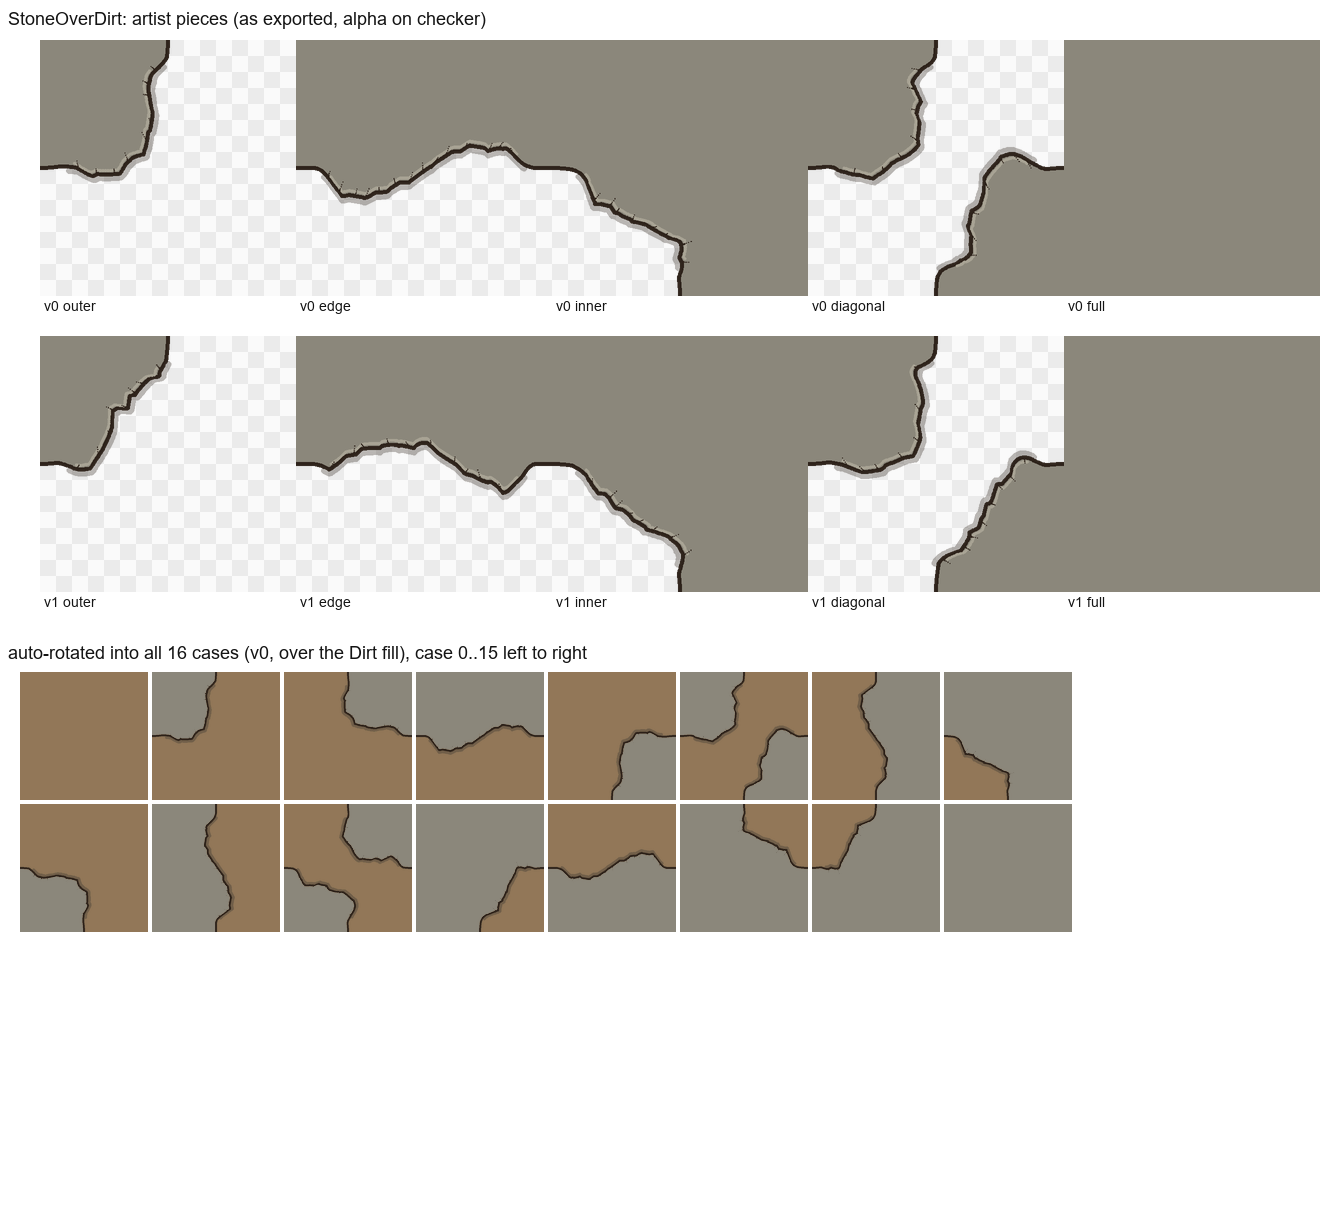 StoneOverDirt: artist pieces (as exported, alpha on checker)
v0 outer
v0 edge
v0 inner
v0 diagonal
v0 full
v1 outer
v1 edge
v1 inner
v1 diagonal
v1 full
auto-rotated into all 16 cases (v0, over the Dirt fill), case 0..15 left to right